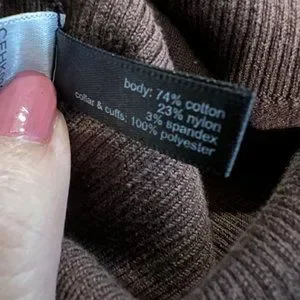 body: 74% cotton
23% nylon
3% spandex
collar & cuffs: 100% polyester